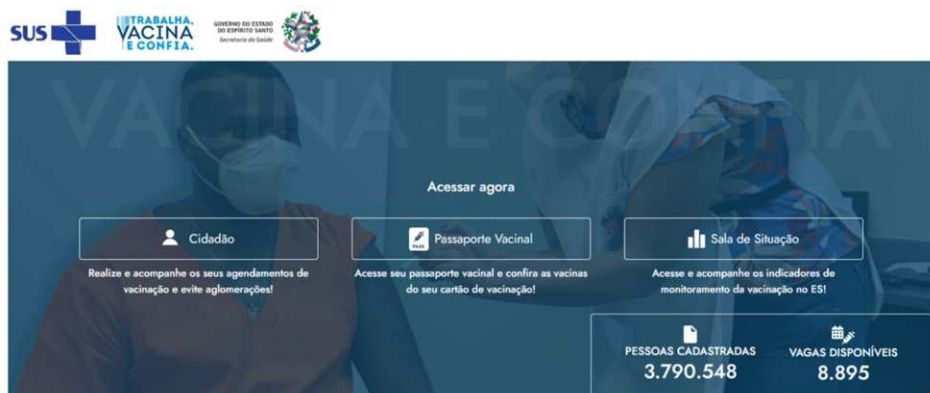 SUS
TRABALHA,
VACINA
E CONFIA.
GOVERNO DO ESTADO
DO ESPÍRITO SANTO
Secretaria da Saúde
VACINA E CONFIA
Acessar agora
Cidadão
Realize e acompanhe os seus agendamentos de
vacinação e evite aglomerações!
PASS
Passaporte Vacinal
Acesse seu passaporte vacinal e confira as vacinas
do seu cartão de vacinação!
Sala de Situação
Acesse e acompanhe os indicadores de
monitoramento da vacinação no ES!
PESSOAS CADASTRADAS
3.790.548
VAGAS DISPONÍVEIS
8.895